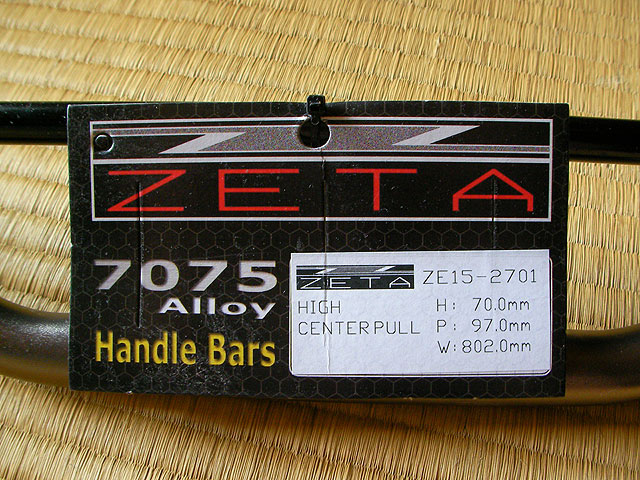 ZETA
7075
Alloy
Handle Bars
ZETA ZE15-2701
HIGH H: 70.0mm
CENTERPULL P: 97.0mm
W: 802.0mm